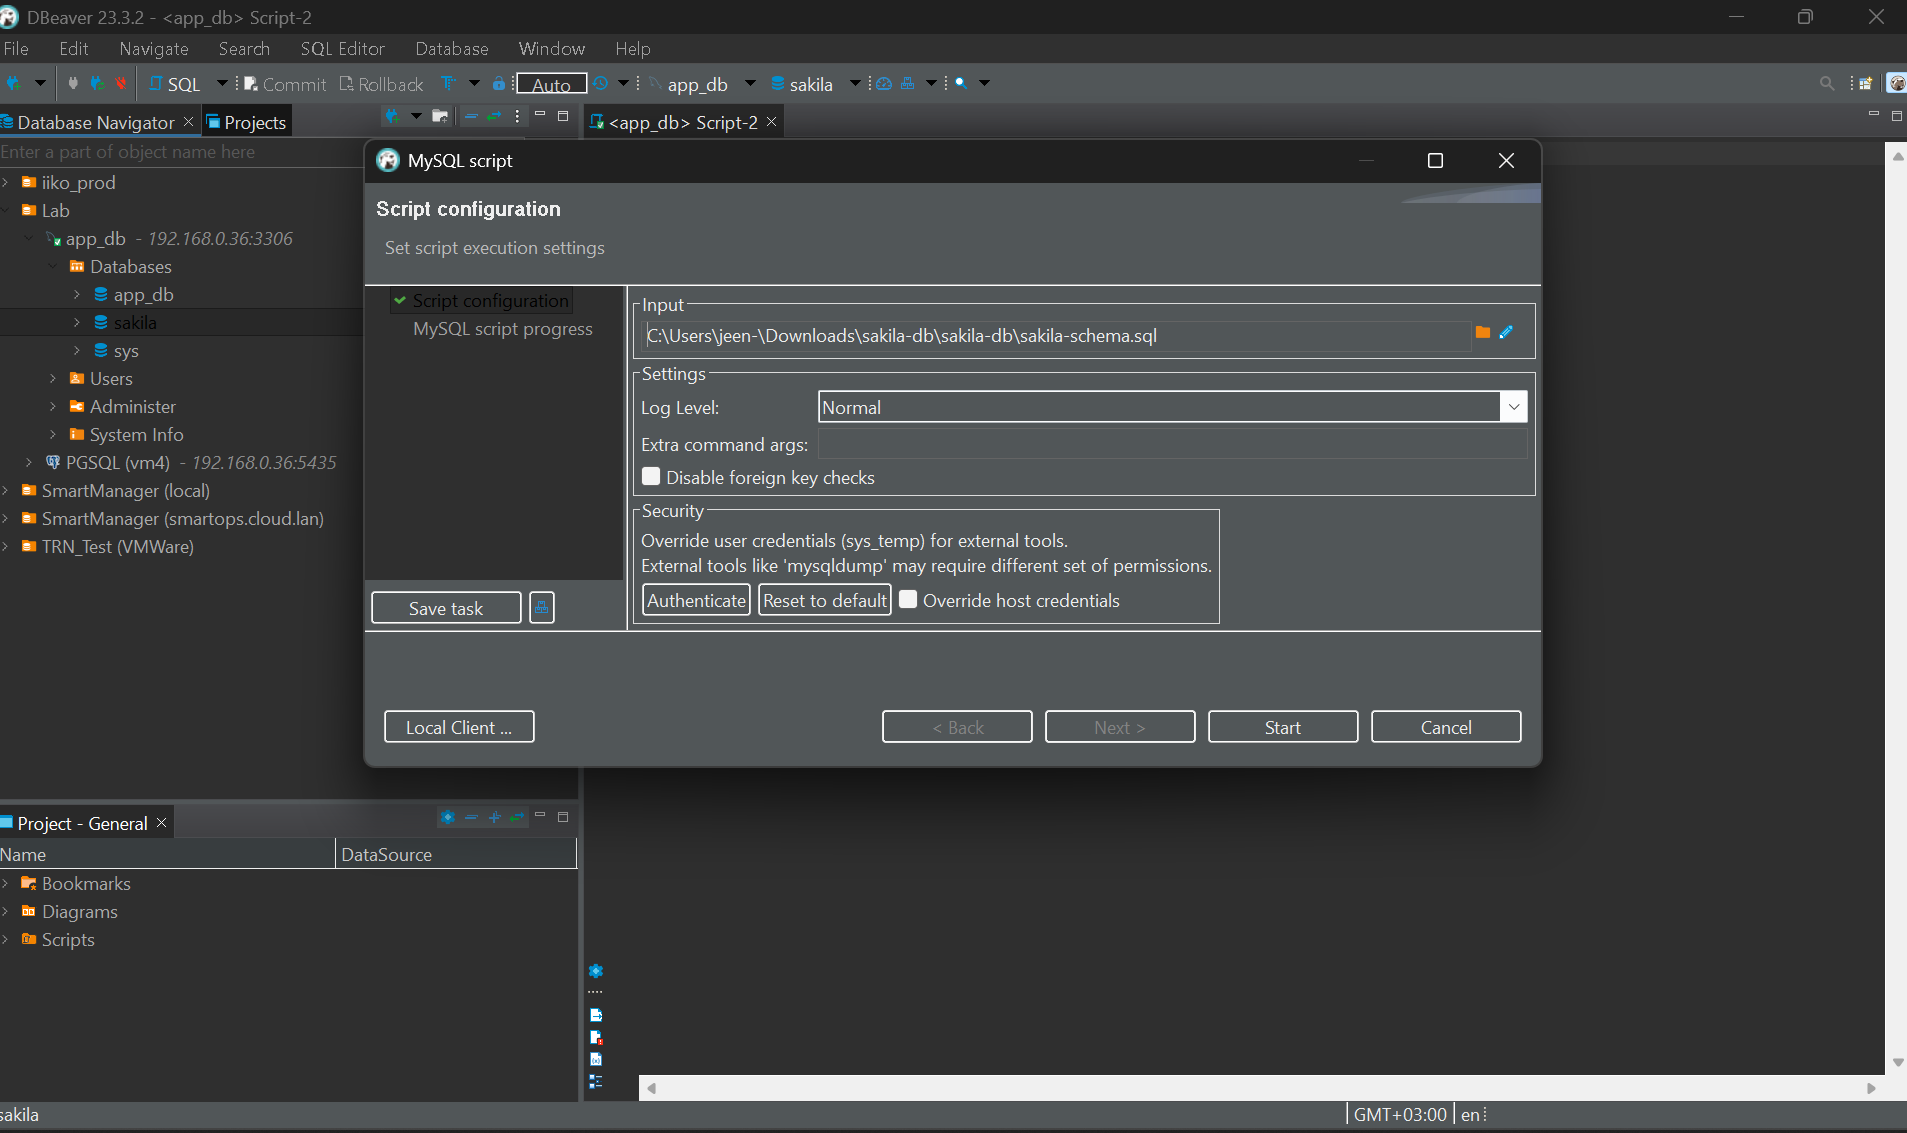 DBeaver 23.3.2 - <app_db> Script-2
File Edit Navigate Search SQL Editor Database Window Help
SQL Commit Rollback Auto app_db sakila
Database Navigator Projects
<app_db> Script-2
Enter a part of object name here
iiko_prod
Lab
app_db - 192.168.0.36:3306
Databases
app_db
sakila
sys
Users
Administer
System Info
PGSQL (vm4) - 192.168.0.36:5435
SmartManager (local)
SmartManager (smartops.cloud.lan)
TRN_Test (VMWare)
MySQL script
Script configuration
Set script execution settings
Script configuration
MySQL script progress
Input
C:\Users\jeen-\Downloads\sakila-db\sakila-db\sakila-schema.sql
Settings
Log Level: Normal
Extra command args:
Disable foreign key checks
Security
Override user credentials (sys_temp) for external tools.
External tools like 'mysqldump' may require different set of permissions.
Authenticate Reset to default Override host credentials
Save task
Local Client ... < Back Next > Start Cancel
Project - General
Name DataSource
Bookmarks
Diagrams
Scripts
sakila GMT+03:00 en